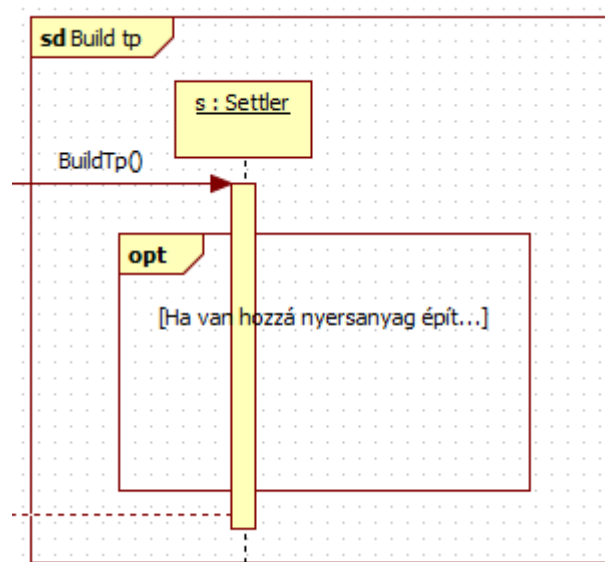 sd Build tp
s : Settler
BuildTp()
opt
[Ha van hozzá nyersanyag épít...]